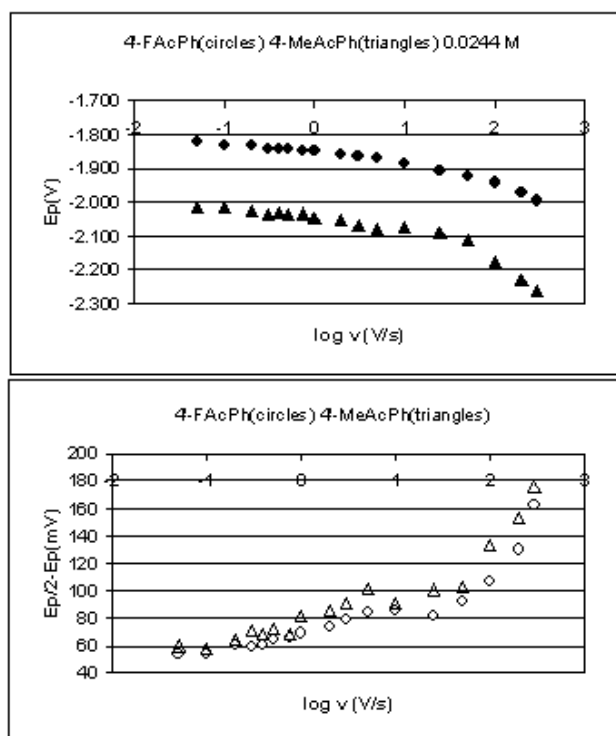 4-FAcPh(circles) 4-MeAcPh(triangles) 0.0244 M
-1.700
-2 -1 0 1 2 3
-1.800
-1.900
-2.000
-2.100
-2.200
-2.300
Ep(V)
log v (V/s)
4-FAcPh(circles) 4-MeAcPh(triangles)
200
-2 -1 0 1 2 3
180
160
140
120
100
80
60
40
Ep/2-Ep(mV)
log v (V/s)